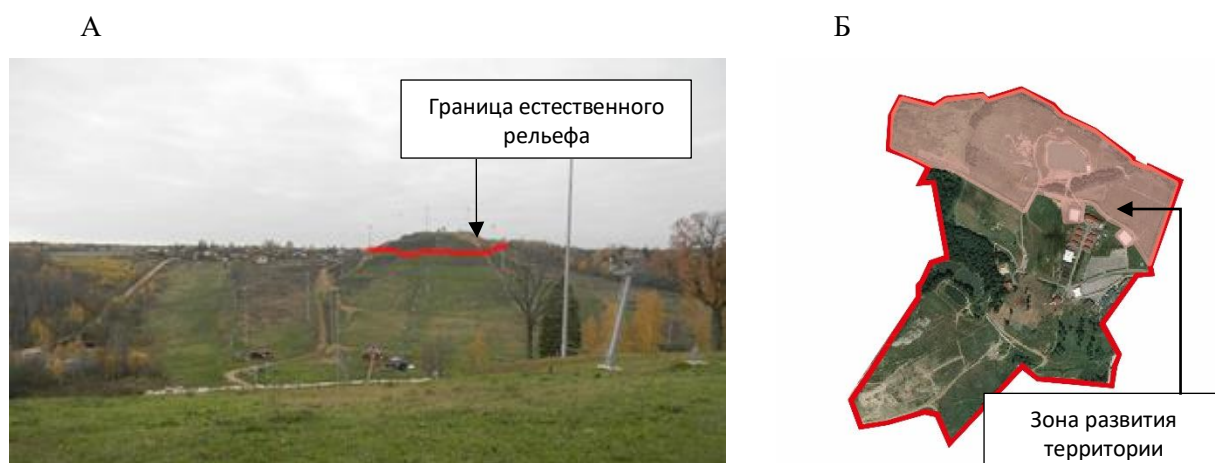 А
Б
Граница естественного
рельефа
Зона развития
территории